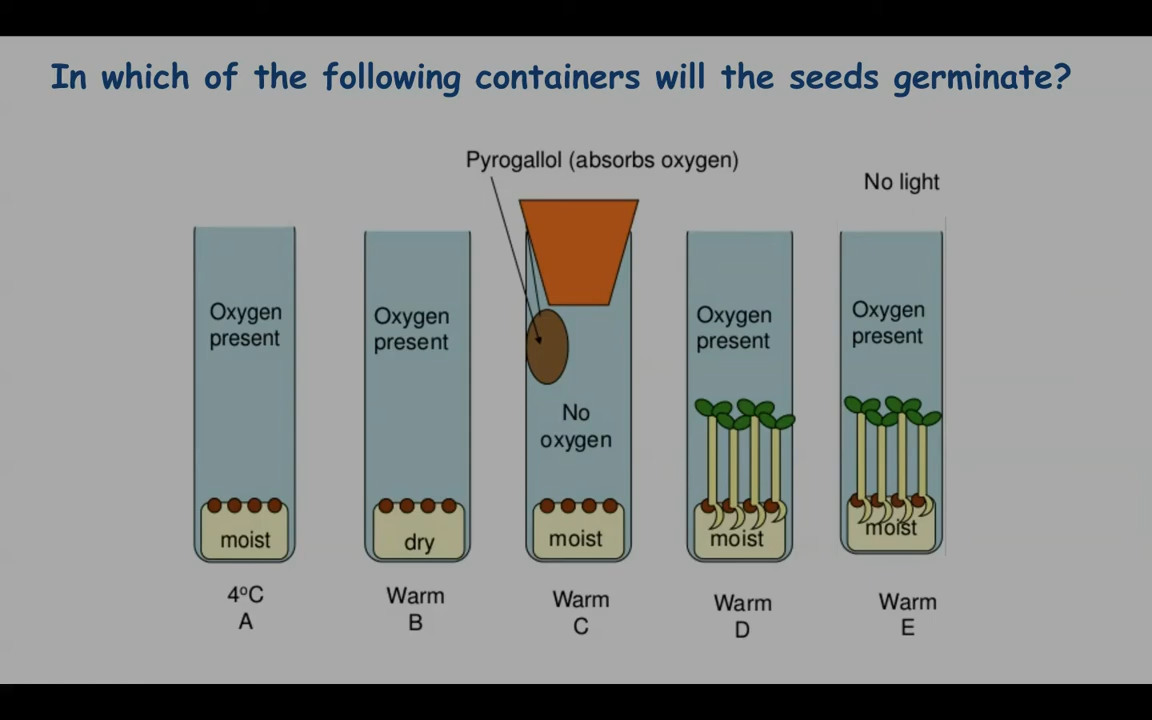 In which of the following containers will the seeds germinate?
Pyrogallol (absorbs oxygen)
No light
Oxygen
present
moist
4°C
A
Oxygen
present
dry
Warm
B
No
oxygen
moist
Warm
C
Oxygen
present
moist
Warm
D
Oxygen
present
moist
Warm
E